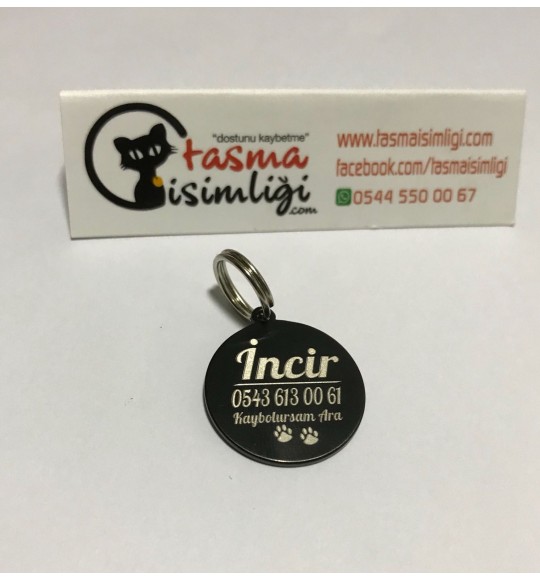 "dostunu kaybetme"
tasma
isimliği
.com
www.tasmaisimligi.com
facebook.com/tasmaisimligi
0544 550 00 67
İncir
0543 613 00 61
Kaybolursam Ara